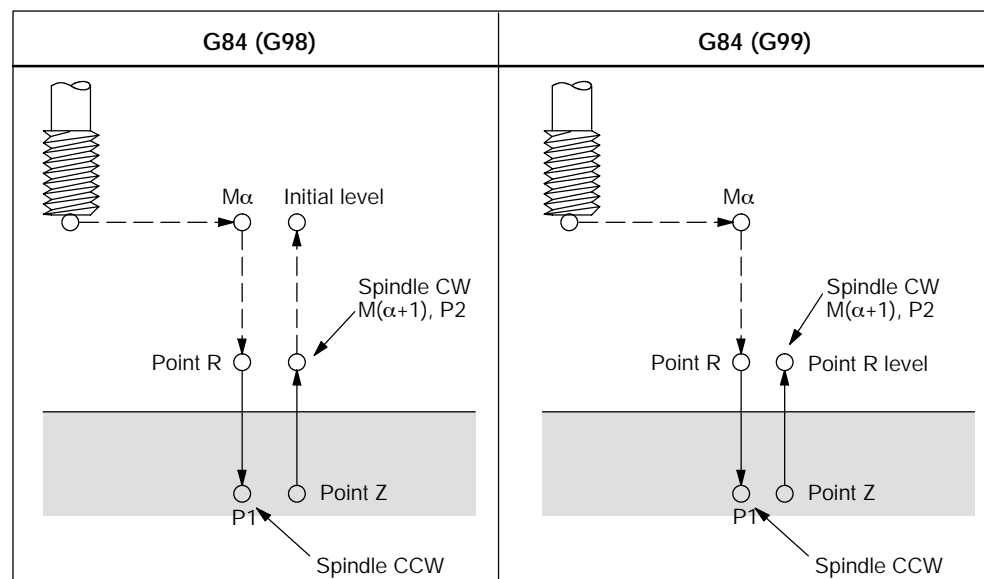 G84 (G98)
G84 (G99)
Mα
Initial level
Spindle CW
M(α+1), P2
Point R
Point Z
P1
Spindle CCW
Mα
Spindle CW
M(α+1), P2
Point R
Point R level
Point Z
P1
Spindle CCW